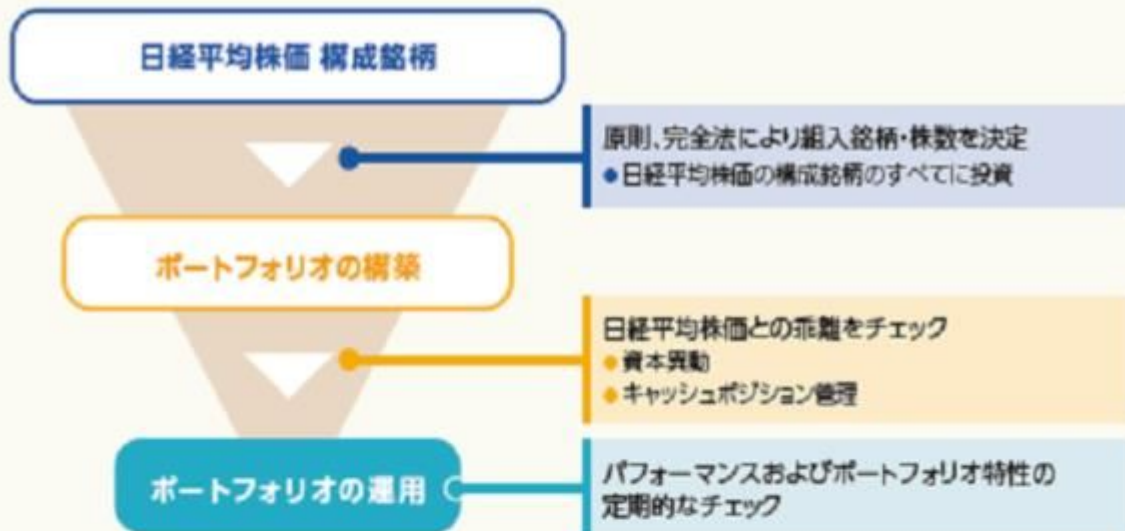 日経平均株価 構成銘柄
原則、完全法により組入銘柄・株数を決定
●日経平均株価の構成銘柄のすべてに投資
ポートフォリオの構築
日経平均株価との乖離をチェック
●資本異動
●キャッシュポジション管理
ポートフォリオの運用
パフォーマンスおよびポートフォリオ特性の
定期的なチェック